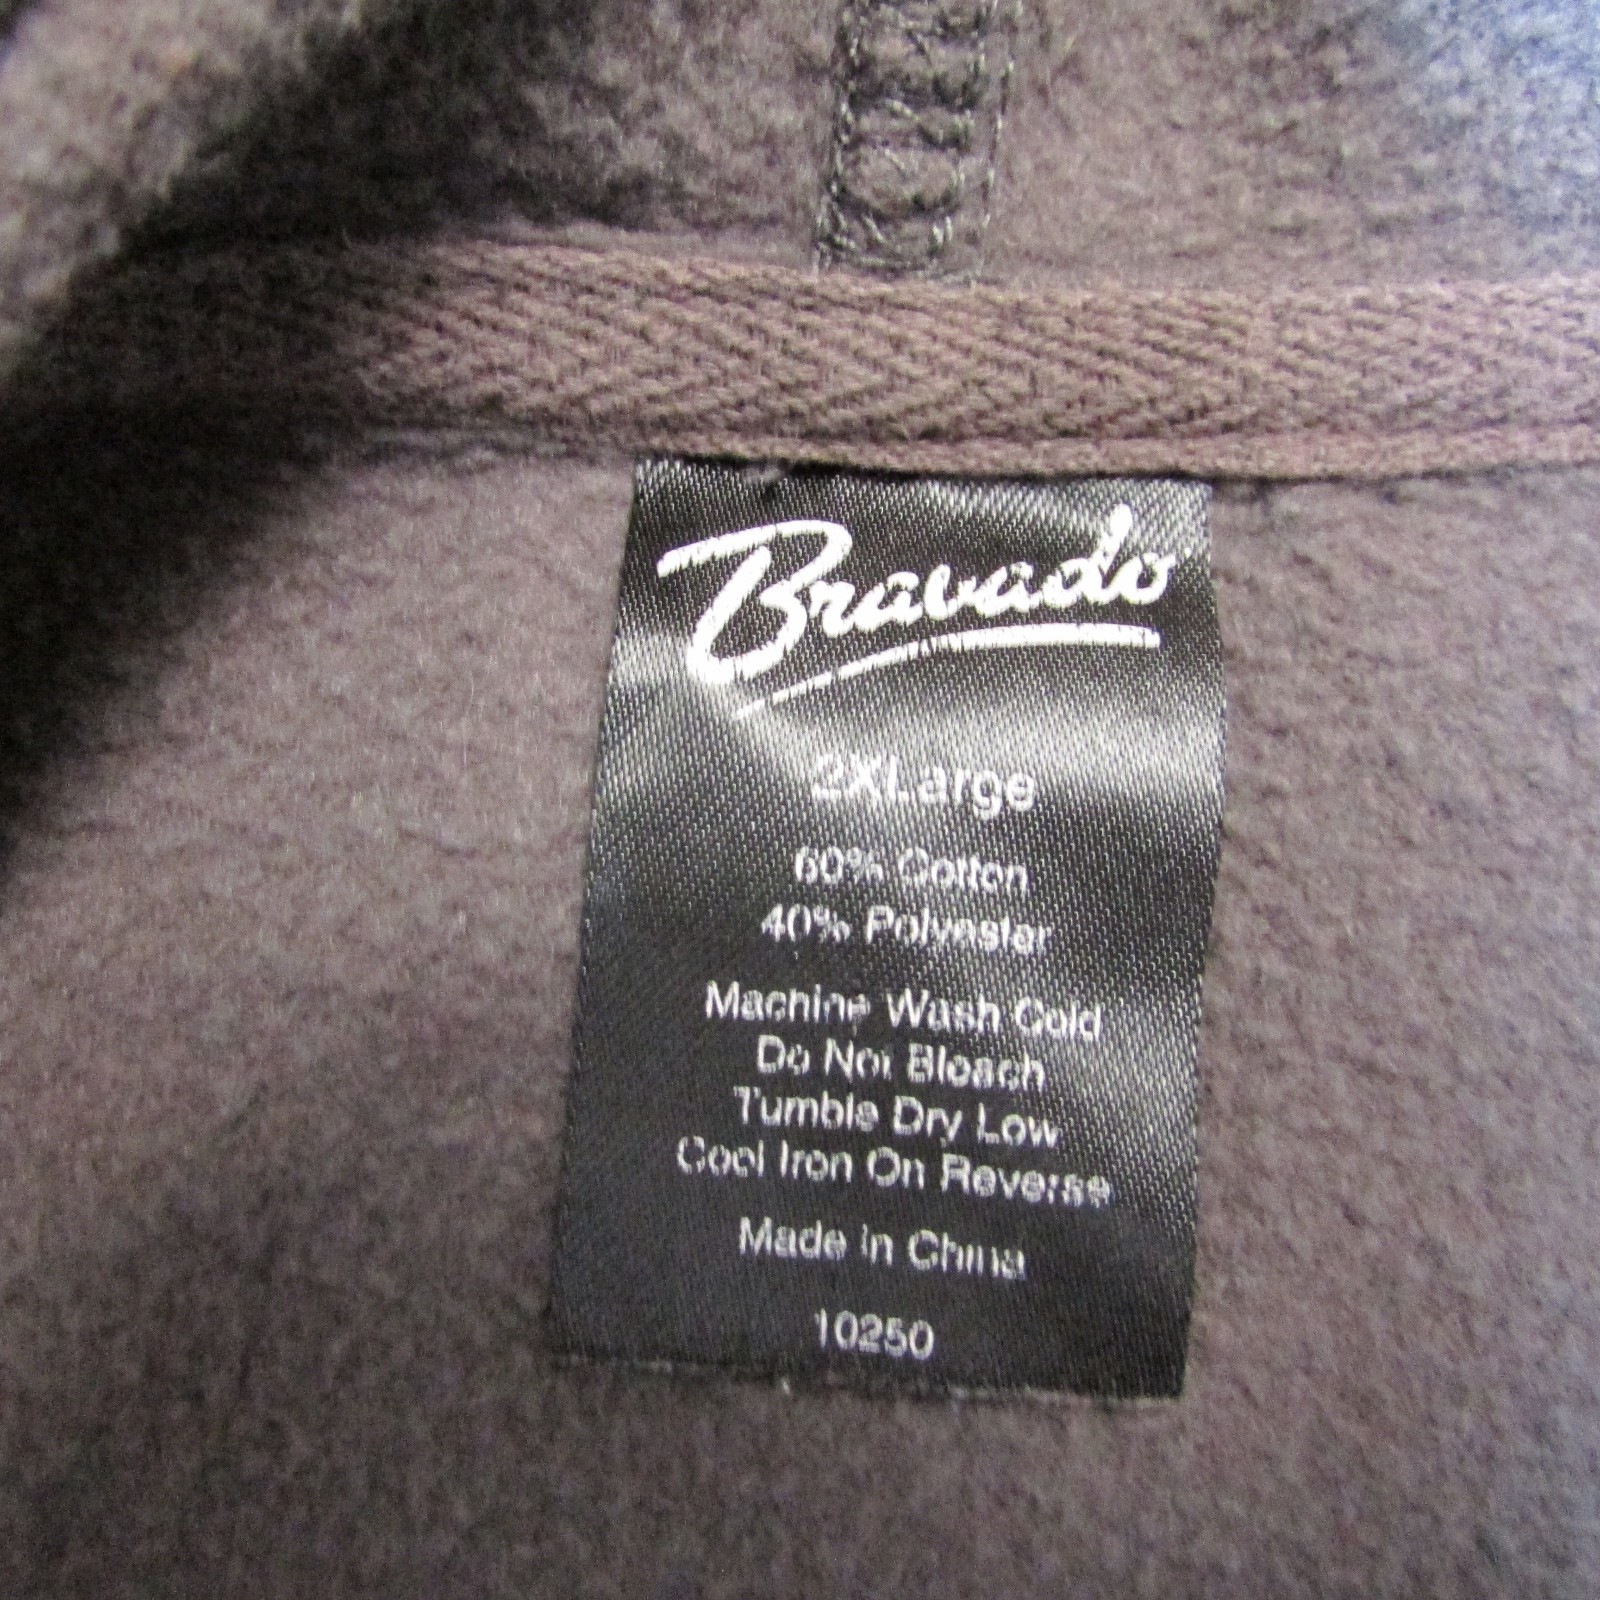 Bravado
2XLarge
60% Cotton
40% Polyester
Machine Wash Cold
Do Not Bleach
Tumble Dry Low
Cool Iron On Reverse
Made in China
10250